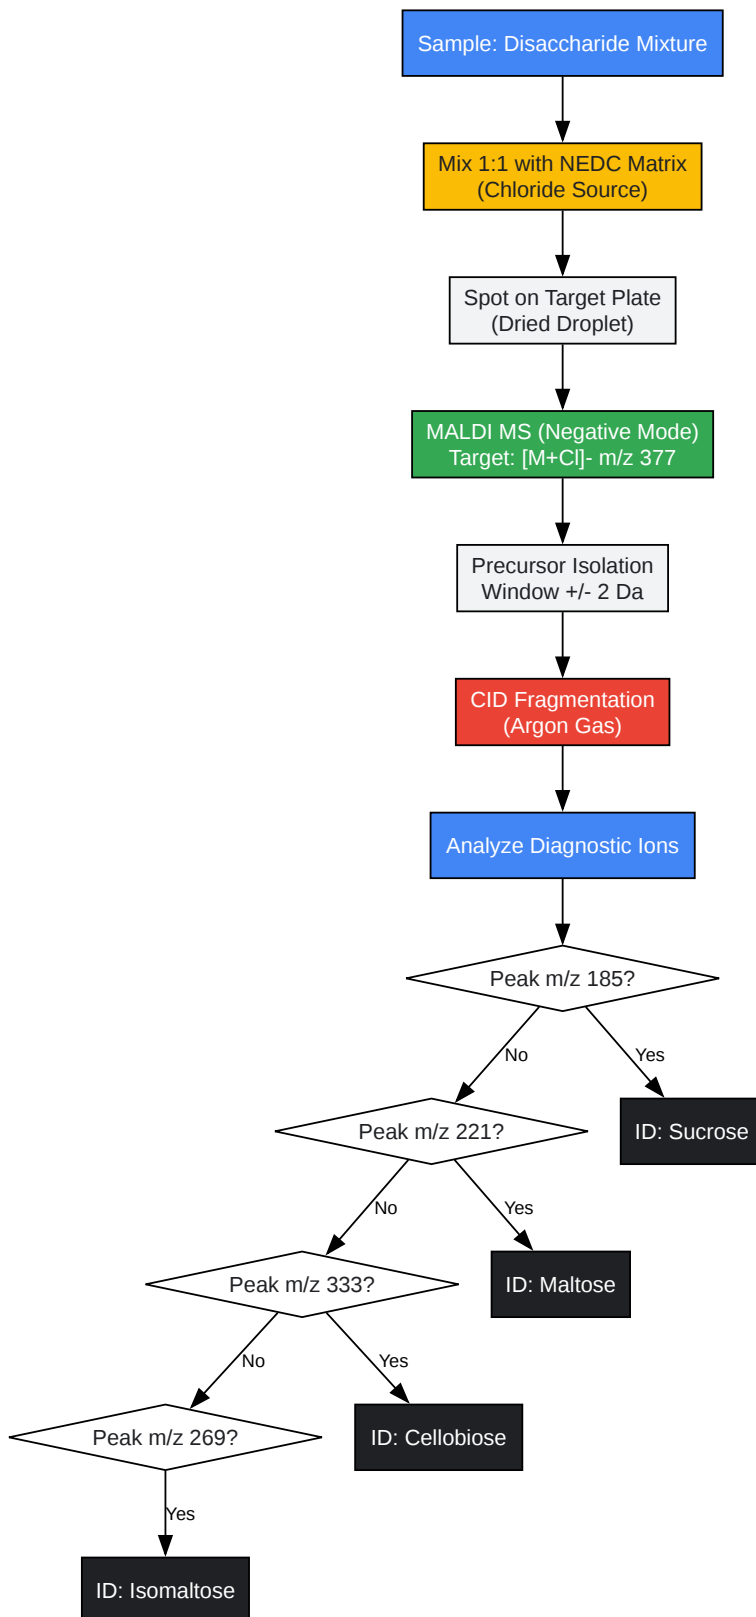 Sample: Disaccharide Mixture
Mix 1:1 with NEDC Matrix
(Chloride Source)
Spot on Target Plate
(Dried Droplet)
MALDI MS (Negative Mode)
Target: [M+Cl]- m/z 377
Precursor Isolation
Window +/- 2 Da
CID Fragmentation
(Argon Gas)
Analyze Diagnostic Ions
Peak m/z 185?
No
Yes
Peak m/z 221?
ID: Sucrose
No
Yes
Peak m/z 333?
ID: Maltose
No
Yes
Peak m/z 269?
ID: Cellobiose
Yes
ID: Isomaltose